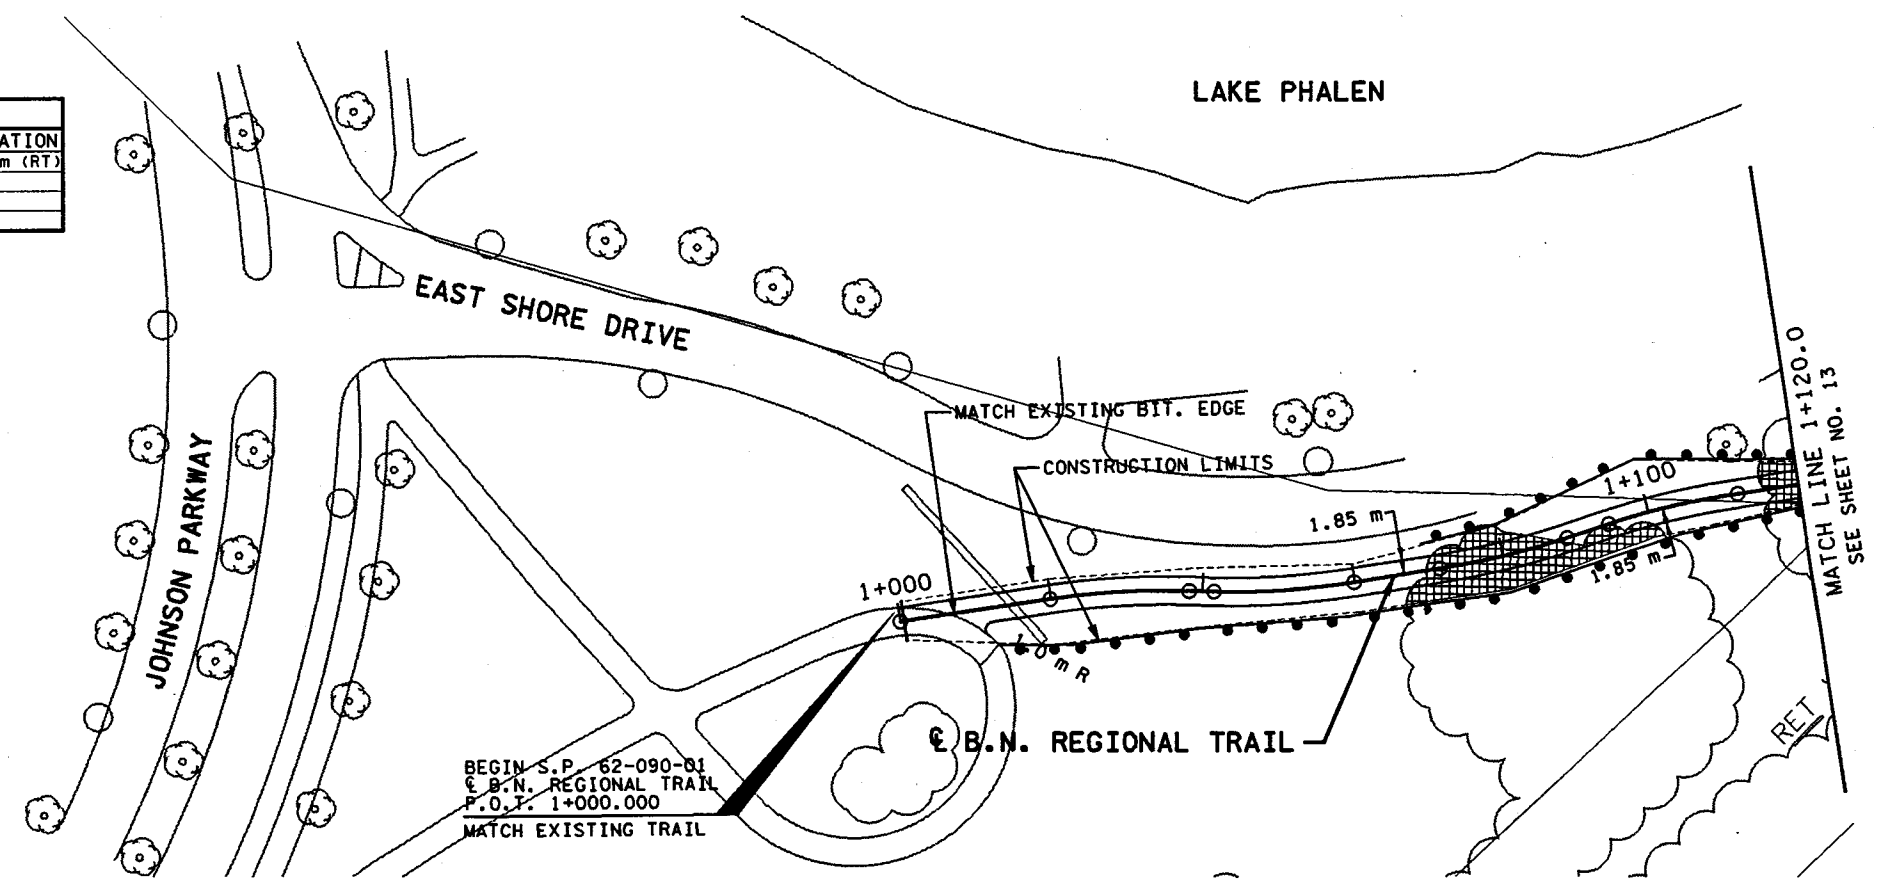 LAKE PHALEN
ATION
m (RT)
EAST SHORE DRIVE
JOHNSON PARKWAY
MATCH EXISTING BIT. EDGE
CONSTRUCTION LIMITS
1+000
1.85 m
1+100
1.85 m
MATCH LINE 1+120.0
SEE SHEET NO. 13
m R
℄ B.N. REGIONAL TRAIL
RET
BEGIN S.P. 62-090-01
℄ B.N. REGIONAL TRAIL
P.O.T. 1+000.000
MATCH EXISTING TRAIL